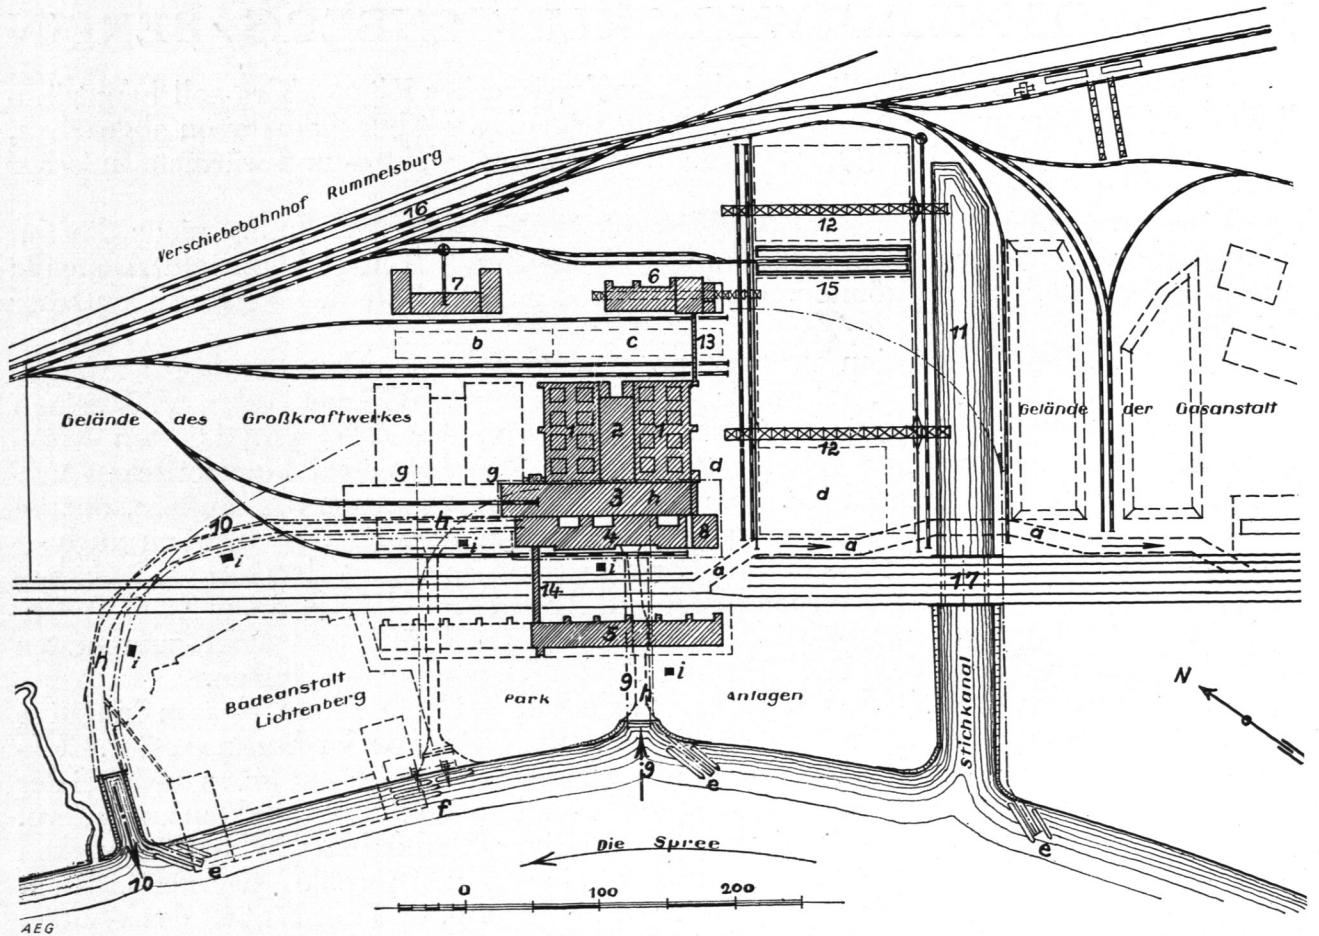 Verschiebebahnhof Rummelsburg
16
12
6
7
15
11
b
c
13
Gelände des Großkraftwerkes
Gelände der Gasanstalt
1
2
1
12
g
g
d
d
3
h
10
h
i
i
4
8
i
a
a
a
14
17
5
h
i
Badeanstalt
Lichtenberg
Park
9
h
i
Anlagen
Stichkanal
N
9
e
f
e
Die Spree
e
10
0
100
200
AEG